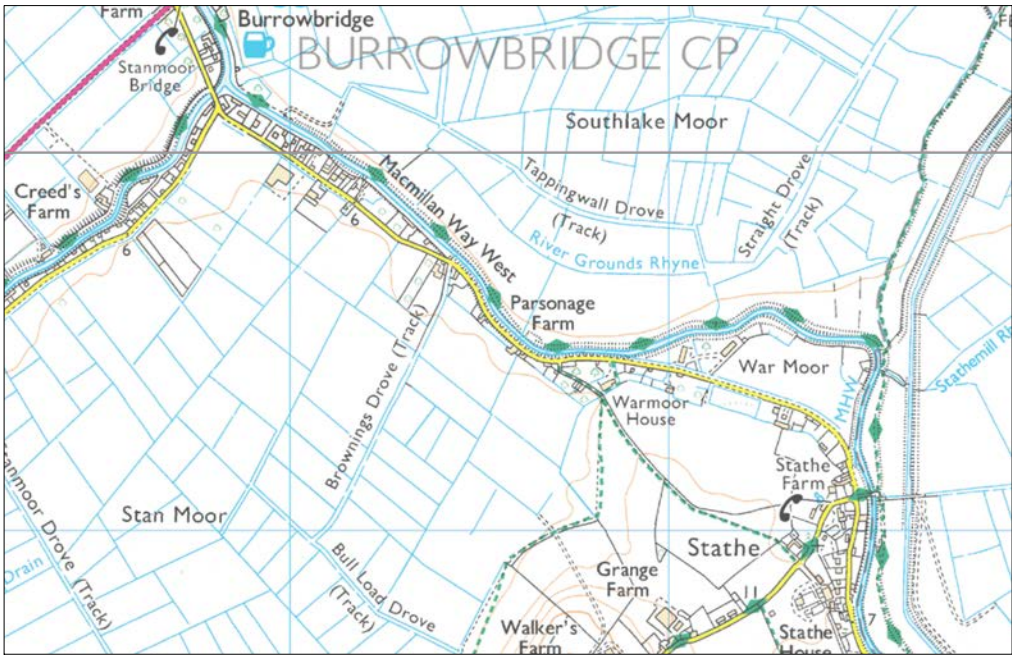 Farm
Burrowbridge
BURROWBRIDGE CP
Stanmoor
Bridge
Southlake Moor
Creed's
Farm
Macmillan Way West
Tappingwall Drove
(Track)
Straight Drove
(Track)
6
6
River Grounds Rhyne
Parsonage
Farm
Brownings Drove (Track)
War Moor
MHW
Warmoor
House
Stathe
Farm
Stan Moor
Drain
Bull Load Drove
(Track)
Stathe
Grange
Farm
11
7
Walker's
Farm
Stathe
House